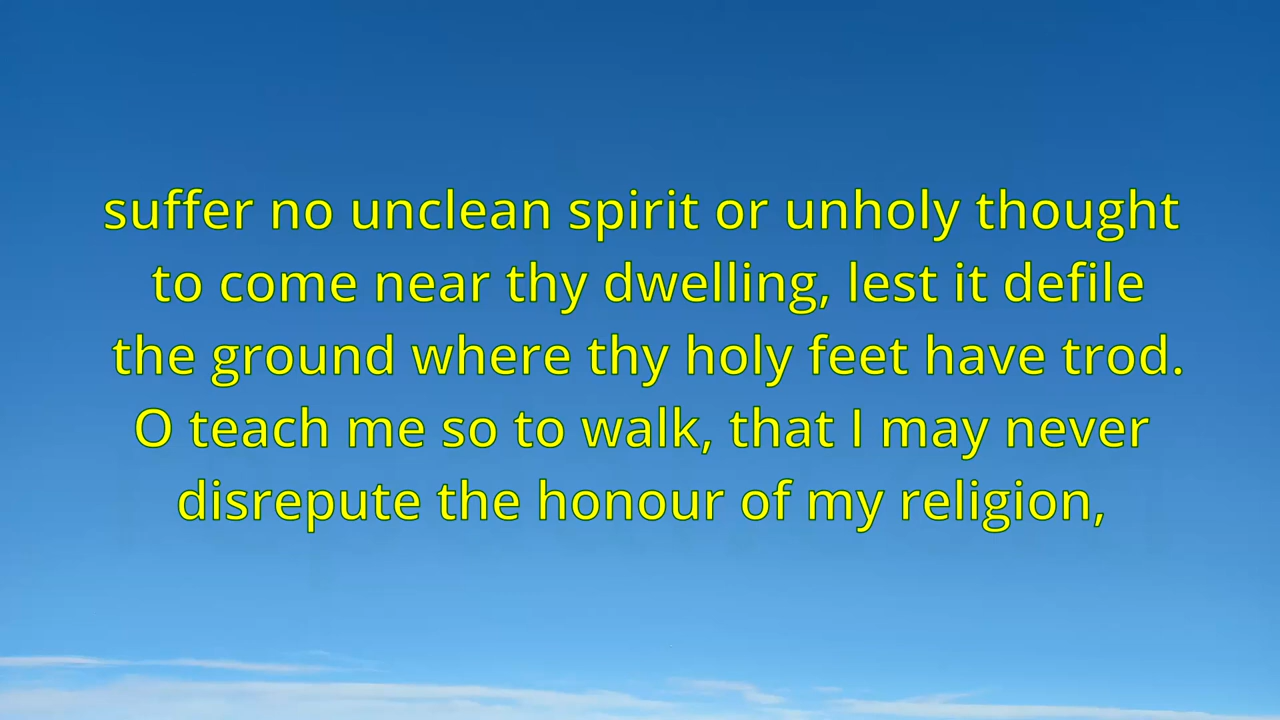 suffer no unclean spirit or unholy thought
to come near thy dwelling, lest it defile
the ground where thy holy feet have trod.
O teach me so to walk, that I may never
disrepute the honour of my religion,